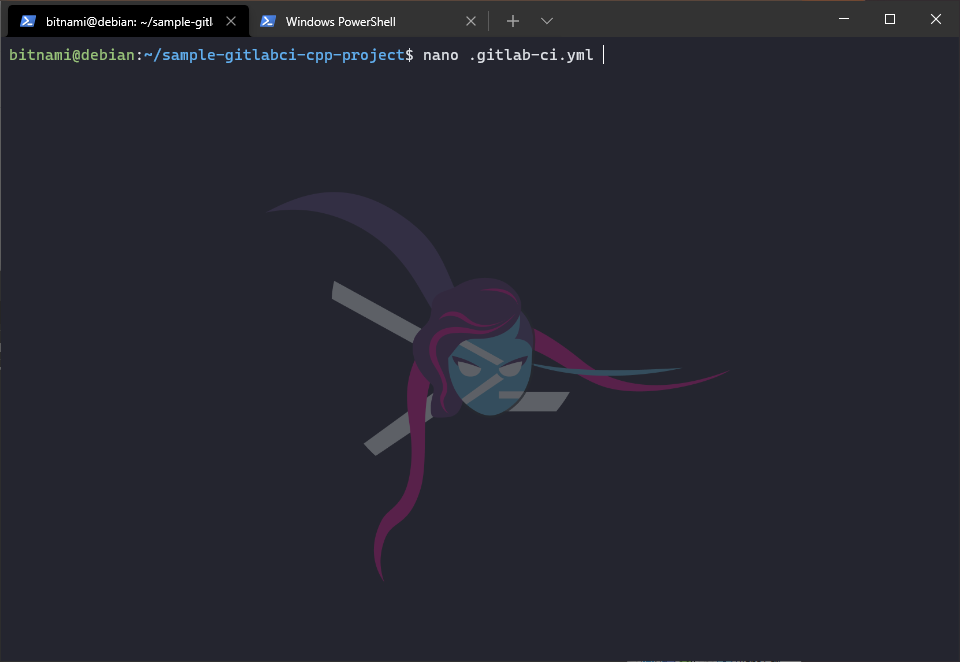 bitnami@debian: ~/sample-gitl
Windows PowerShell
bitnami@debian:~/sample-gitlabci-cpp-project$ nano .gitlab-ci.yml